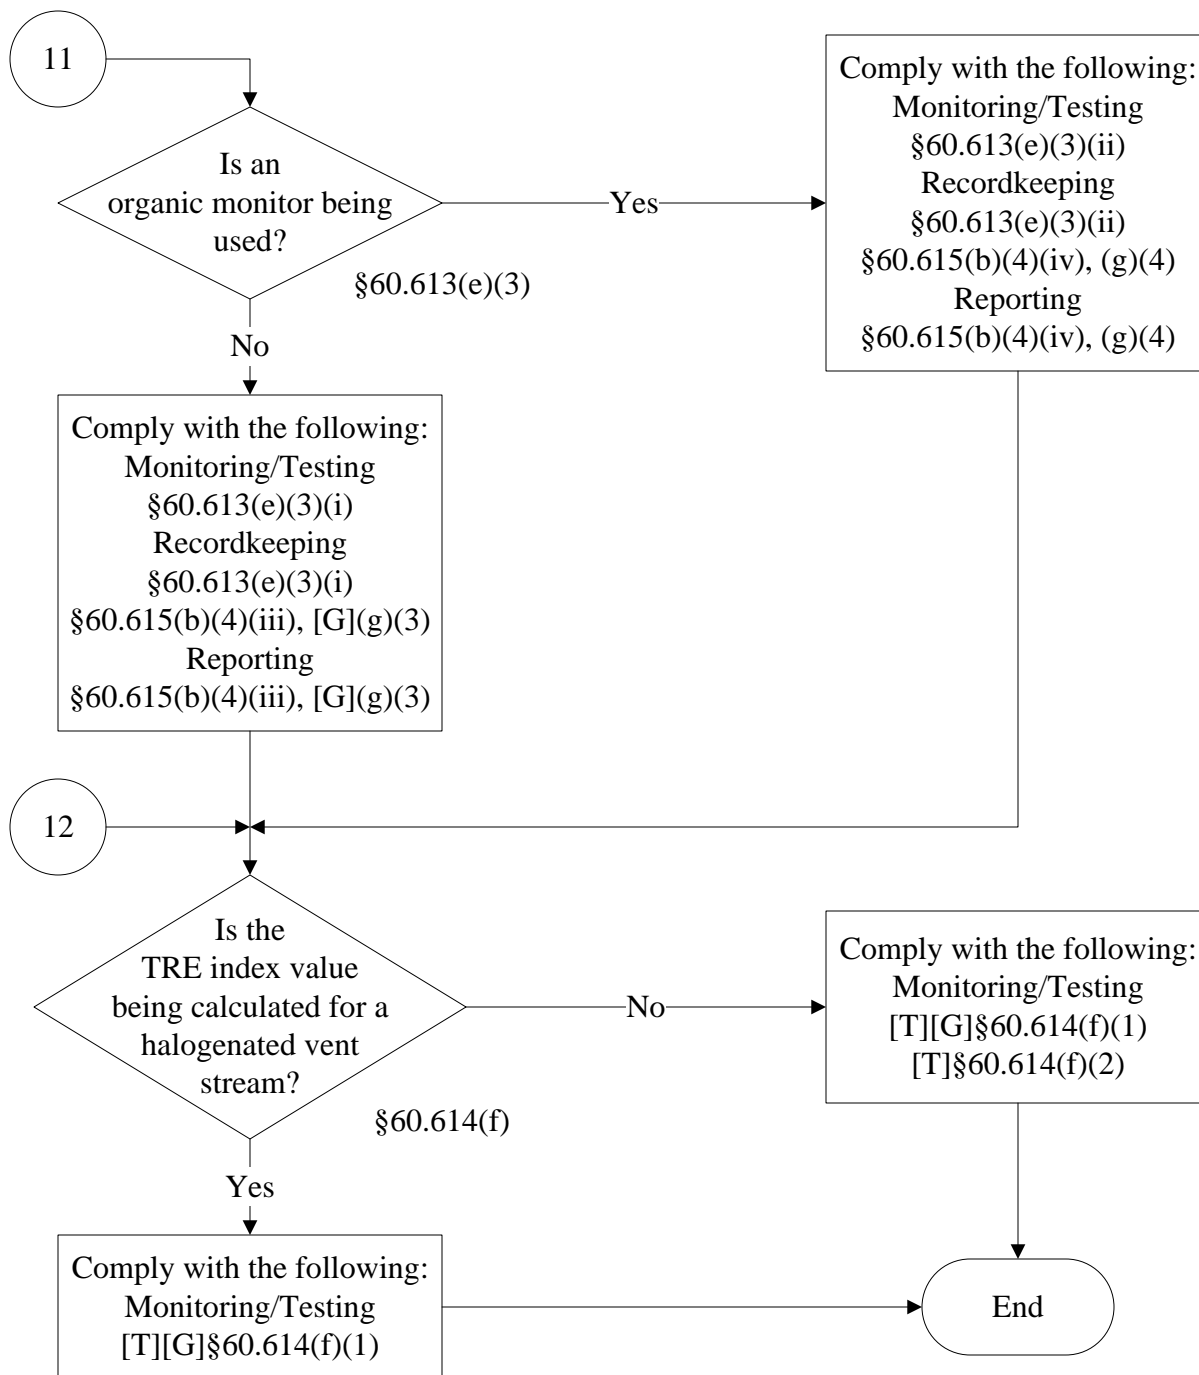 11
Is an
organic monitor being
used?
§60.613(e)(3)
Yes
Comply with the following:
Monitoring/Testing
§60.613(e)(3)(ii)
Recordkeeping
§60.613(e)(3)(ii)
§60.615(b)(4)(iv), (g)(4)
Reporting
§60.615(b)(4)(iv), (g)(4)
No
Comply with the following:
Monitoring/Testing
§60.613(e)(3)(i)
Recordkeeping
§60.613(e)(3)(i)
§60.615(b)(4)(iii), [G](g)(3)
Reporting
§60.615(b)(4)(iii), [G](g)(3)
12
Is the
TRE index value
being calculated for a
halogenated vent
stream?
§60.614(f)
No
Comply with the following:
Monitoring/Testing
[T][G]§60.614(f)(1)
[T]§60.614(f)(2)
Yes
Comply with the following:
Monitoring/Testing
[T][G]§60.614(f)(1)
End